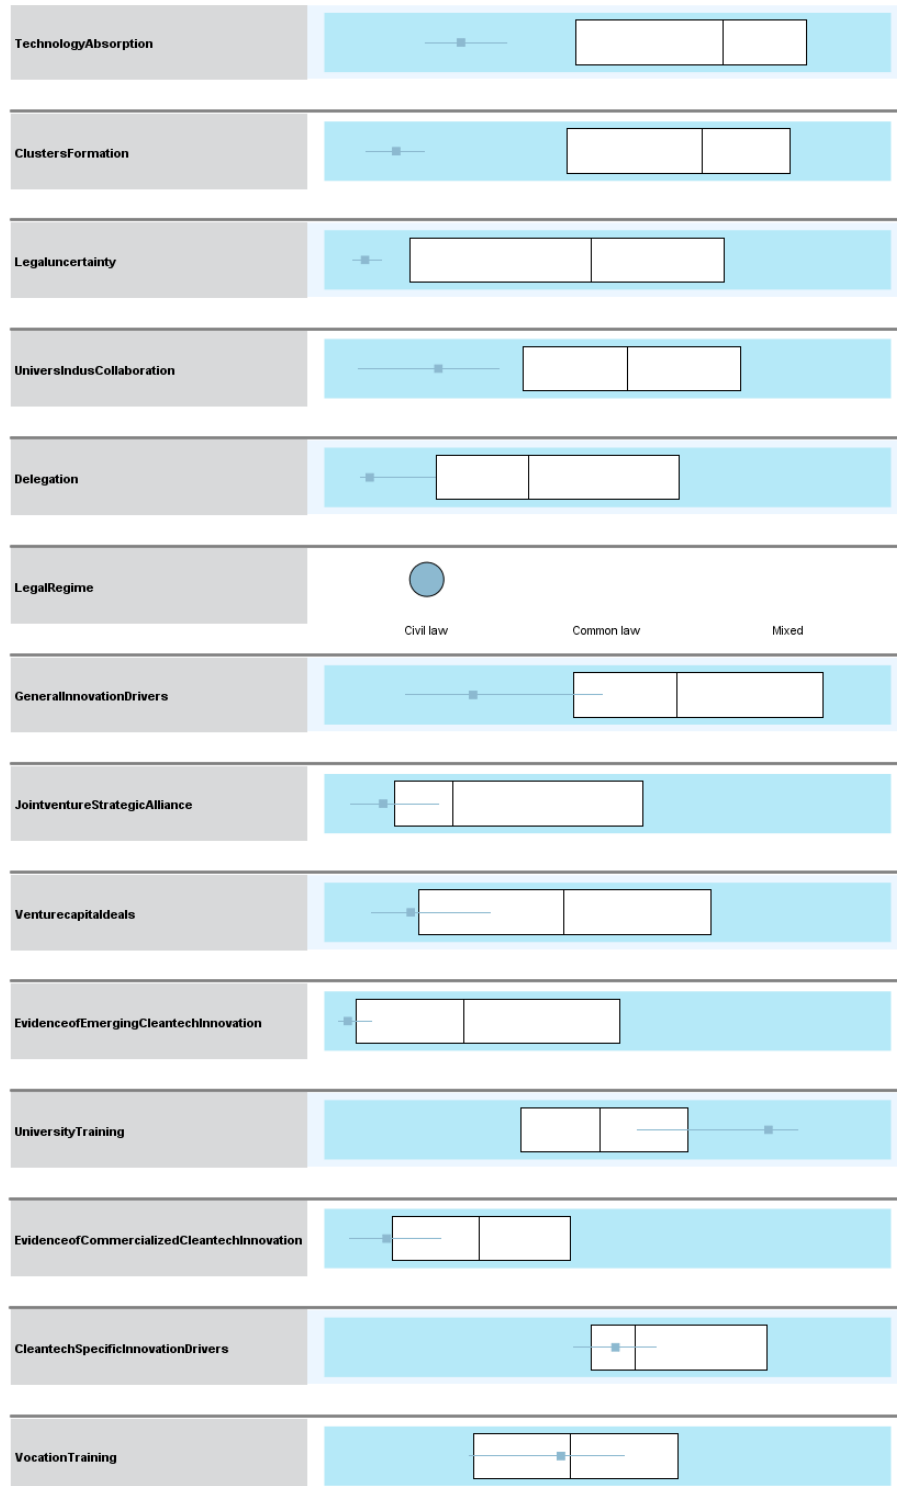 TechnologyAbsorption
ClustersFormation
Legaluncertainty
UniversIndusCollaboration
Delegation
LegalRegime
Civil law Common law Mixed
GeneralInnovationDrivers
JointventureStrategicAlliance
Venturecapitaldeals
EvidenceofEmergingCleantechInnovation
UniversityTraining
EvidenceofCommercializedCleantechInnovation
CleantechSpecificInnovationDrivers
VocationTraining